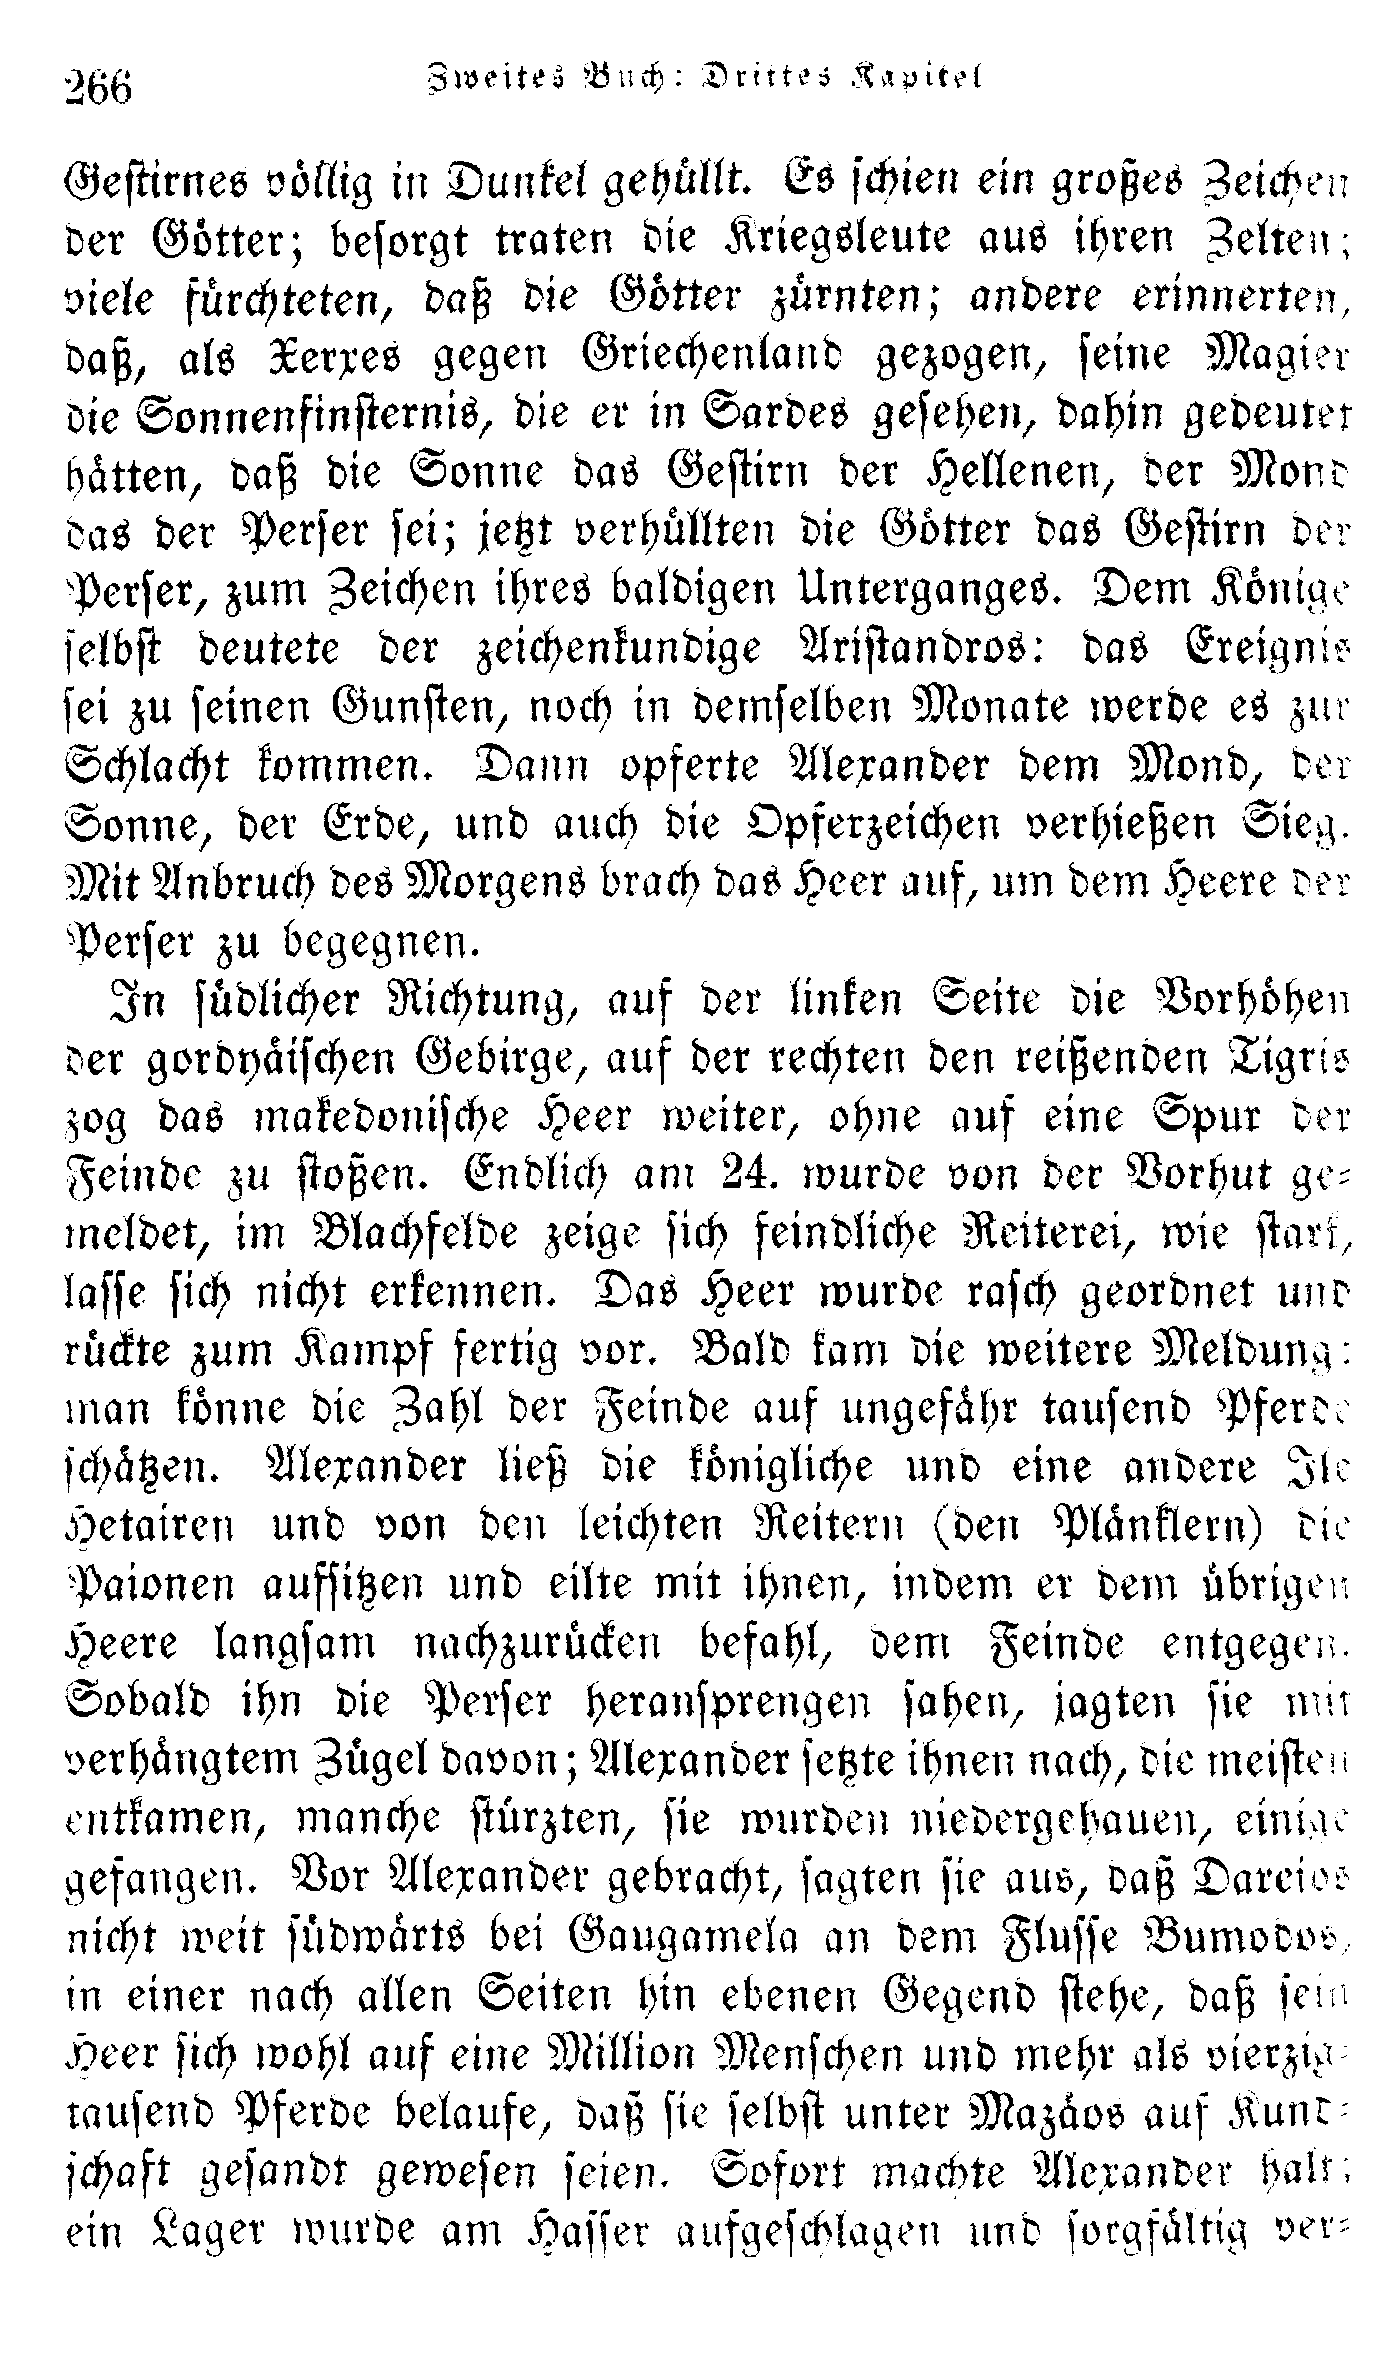 266
Zweites Buch: Drittes Kapitel
Gestirnes völlig in Dunkel gehüllt. Es schien ein großes Zeichen
der Götter; besorgt traten die Kriegsleute aus ihren Zelten;
viele fürchteten, daß die Götter zürnten; andere erinnerten,
daß, als Xerxes gegen Griechenland gezogen, seine Magier
die Sonnenfinsternis, die er in Sardes gesehen, dahin gedeutet
hätten, daß die Sonne das Gestirn der Hellenen, der Mond
das der Perser sei; jetzt verhüllten die Götter das Gestirn der
Perser, zum Zeichen ihres baldigen Unterganges. Dem Könige
selbst deutete der zeichenkundige Aristandros: das Ereignis
sei zu seinen Gunsten, noch in demselben Monate werde es zur
Schlacht kommen. Dann opferte Alexander dem Mond, der
Sonne, der Erde, und auch die Opferzeichen verhießen Sieg.
Mit Anbruch des Morgens brach das Heer auf, um dem Heere der
Perser zu begegnen.
In südlicher Richtung, auf der linken Seite die Vorhöhen
der gordyäischen Gebirge, auf der rechten den reißenden Tigris
zog das makedonische Heer weiter, ohne auf eine Spur der
Feinde zu stoßen. Endlich am 24. wurde von der Vorhut ge-
meldet, im Blachfelde zeige sich feindliche Reiterei, wie stark,
lasse sich nicht erkennen. Das Heer wurde rasch geordnet und
rückte zum Kampf fertig vor. Bald kam die weitere Meldung:
man könne die Zahl der Feinde auf ungefähr tausend Pferde
schätzen. Alexander ließ die königliche und eine andere Ile
Hetairen und von den leichten Reitern (den Plänklern) die
Paionen aufsitzen und eilte mit ihnen, indem er dem übrigen
Heere langsam nachzurücken befahl, dem Feinde entgegen.
Sobald ihn die Perser heransprengen sahen, jagten sie mit
verhängtem Zügel davon; Alexander setzte ihnen nach, die meisten
entkamen, manche stürzten, sie wurden niedergehauen, einige
gefangen. Vor Alexander gebracht, sagten sie aus, daß Dareios
nicht weit südwärts bei Gaugamela an dem Flusse Bumodos,
in einer nach allen Seiten hin ebenen Gegend stehe, daß sein
Heer sich wohl auf eine Million Menschen und mehr als vierzig-
tausend Pferde belaufe, daß sie selbst unter Mazäos auf Kund-
schaft gesandt gewesen seien. Sofort machte Alexander halt;
ein Lager wurde am Hasser aufgeschlagen und sorgfältig ver-